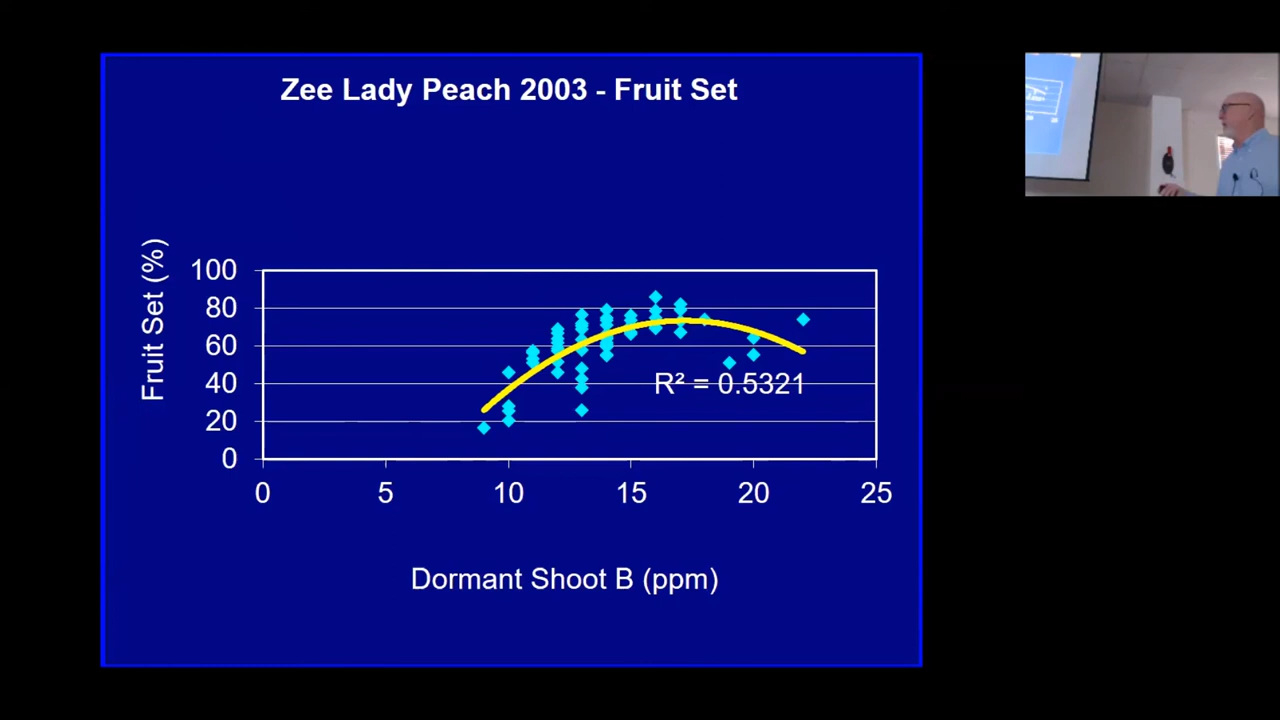 Zee Lady Peach 2003 - Fruit Set
Fruit Set (%)
100
80
60
40
20
0
R² = 0.5321
0 5 10 15 20 25
Dormant Shoot B (ppm)